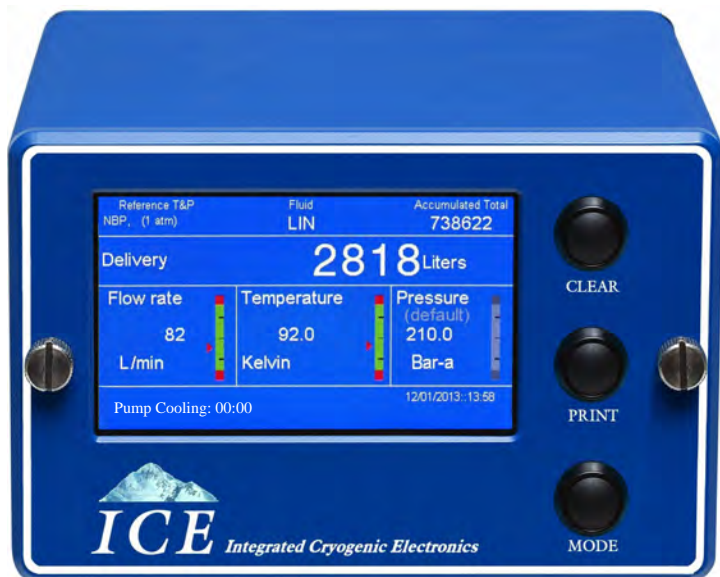 Reference T&P Fluid Accumulated Total
NBP, (1 atm) LIN 738622
Delivery 2818 Liters
CLEAR
Flow rate Temperature Pressure
(default)
82 92.0 210.0
L/min Kelvin Bar-a
Pump Cooling: 00:00 12/01/2013::13:58
PRINT
ICE Integrated Cryogenic Electronics
MODE